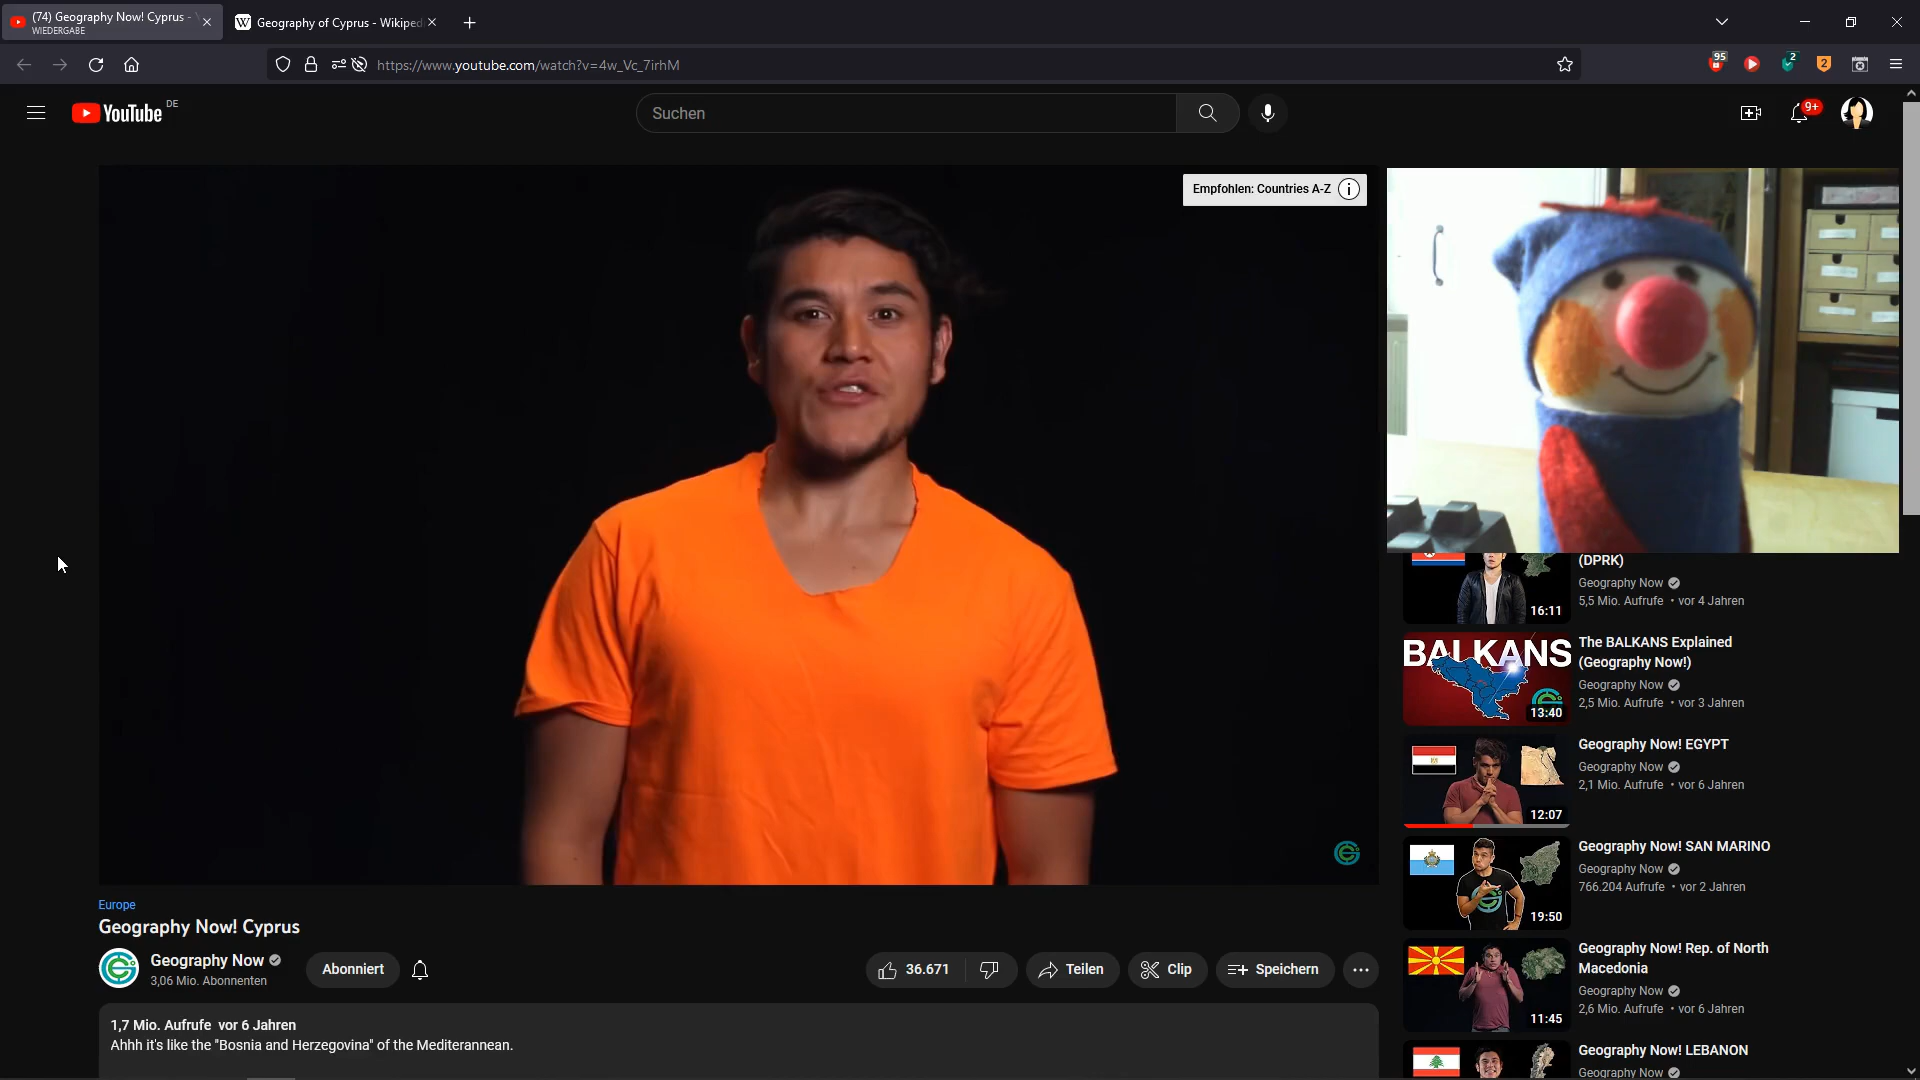 (74) Geography Now! Cyprus -
WIEDERGABE
Geography of Cyprus - Wikiped
https://www.youtube.com/watch?v=4w_Vc_7irhM
95
2
2
YouTube DE
Suchen
9+
Empfohlen: Countries A-Z
Europe
Geography Now! Cyprus
Geography Now
3,06 Mio. Abonnenten
Abonniert
36.671
Teilen
Clip
Speichern
1,7 Mio. Aufrufe vor 6 Jahren
Ahhh it's like the "Bosnia and Herzegovina" of the Mediterannean.
(DPRK)
Geography Now
5,5 Mio. Aufrufe • vor 4 Jahren
16:11
BALKANS
13:40
The BALKANS Explained
(Geography Now!)
Geography Now
2,5 Mio. Aufrufe • vor 3 Jahren
12:07
Geography Now! EGYPT
Geography Now
2,1 Mio. Aufrufe • vor 6 Jahren
19:50
Geography Now! SAN MARINO
Geography Now
766.204 Aufrufe • vor 2 Jahren
11:45
Geography Now! Rep. of North
Macedonia
Geography Now
2,6 Mio. Aufrufe • vor 6 Jahren
Geography Now! LEBANON
Geography Now